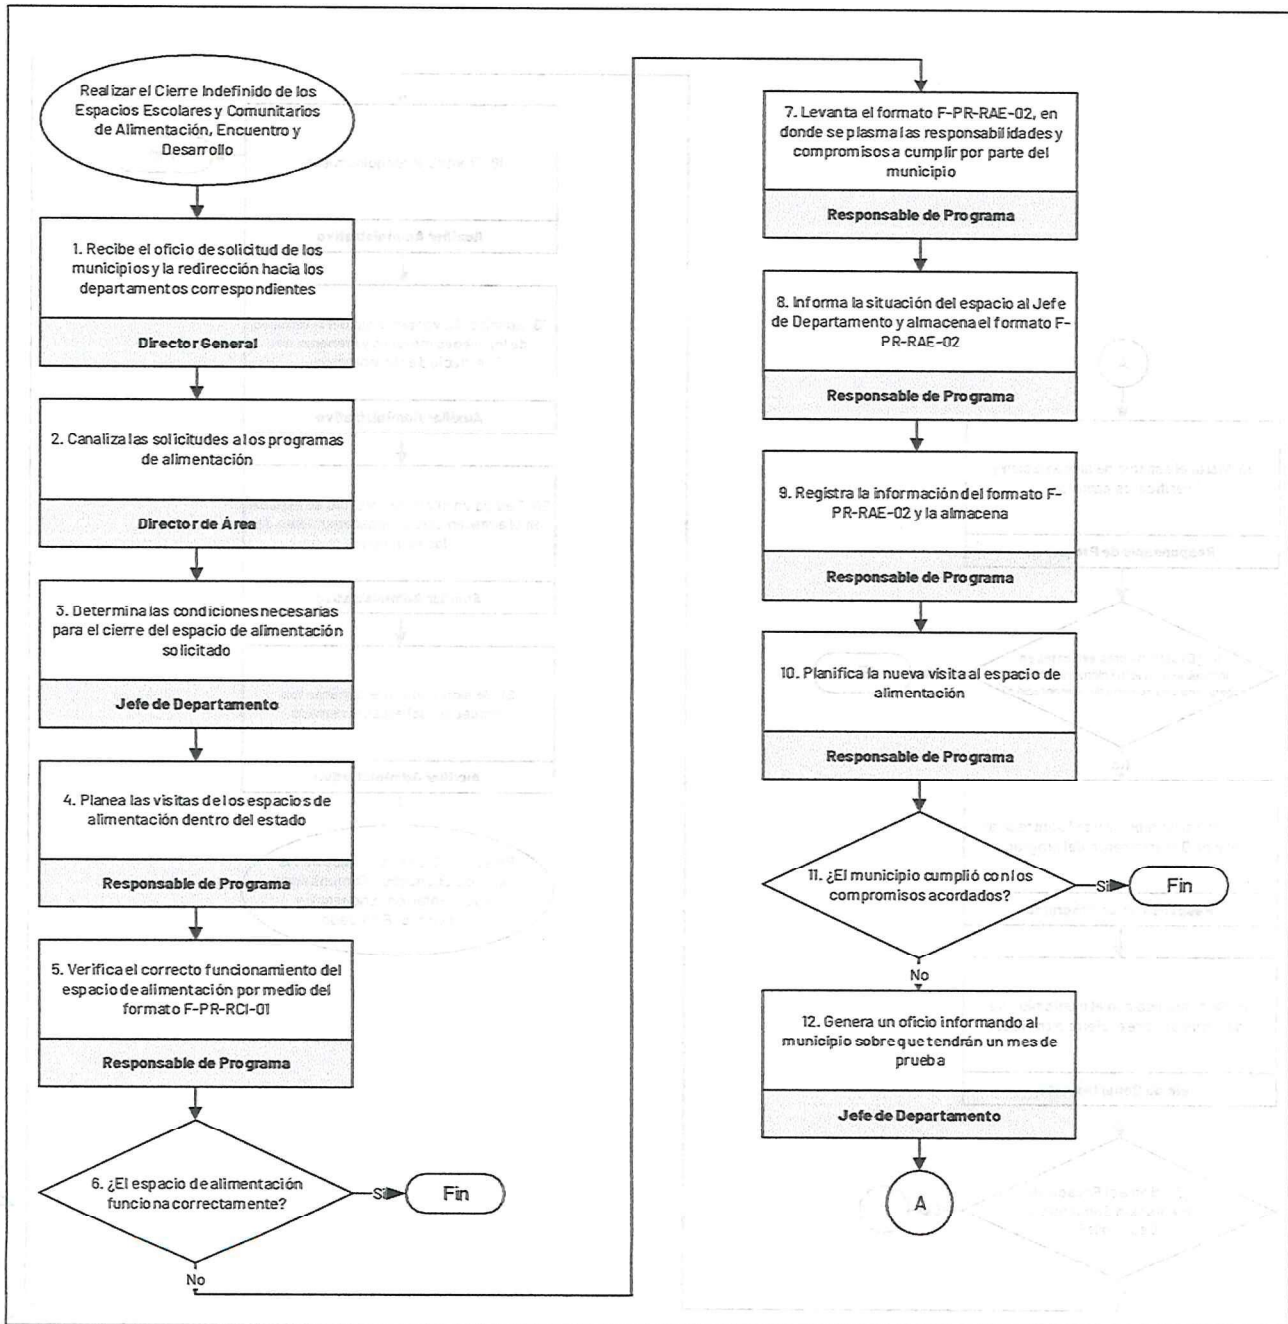 Realizar el Cierre Indefinido de los
Espacios Escolares y Comunitarios
de Alimentación, Encuentro y
Desarrollo
1. Recibe el oficio de solicitud de los
municipios y la redirección hacia los
departamentos correspondientes
Director General
2. Canaliza las solicitudes a los programas
de alimentación
Director de Área
3. Determina las condiciones necesarias
para el cierre del espacio de alimentación
solicitado
Jefe de Departamento
4. Planea las visitas de los espacios de
alimentación dentro del estado
Responsable de Programa
5. Verifica el correcto funcionamiento del
espacio de alimentación por medio del
formato F-PR-RCI-01
Responsable de Programa
6. ¿El espacio de alimentación
funciona correctamente?
Si
Fin
No
7. Levanta el formato F-PR-RAE-02, en
donde se plasma las responsabilidades y
compromisos a cumplir por parte del
municipio
Responsable de Programa
8. Informa la situación del espacio al Jefe
de Departamento y almacena el formato F-
PR-RAE-02
Responsable de Programa
9. Registra la información del formato F-
PR-RAE-02 y la almacena
Responsable de Programa
10. Planifica la nueva visita al espacio de
alimentación
Responsable de Programa
11. ¿El municipio cumplió con los
compromisos acordados?
Si
Fin
No
12. Genera un oficio informando al
municipio sobre que tendrán un mes de
prueba
Jefe de Departamento
A